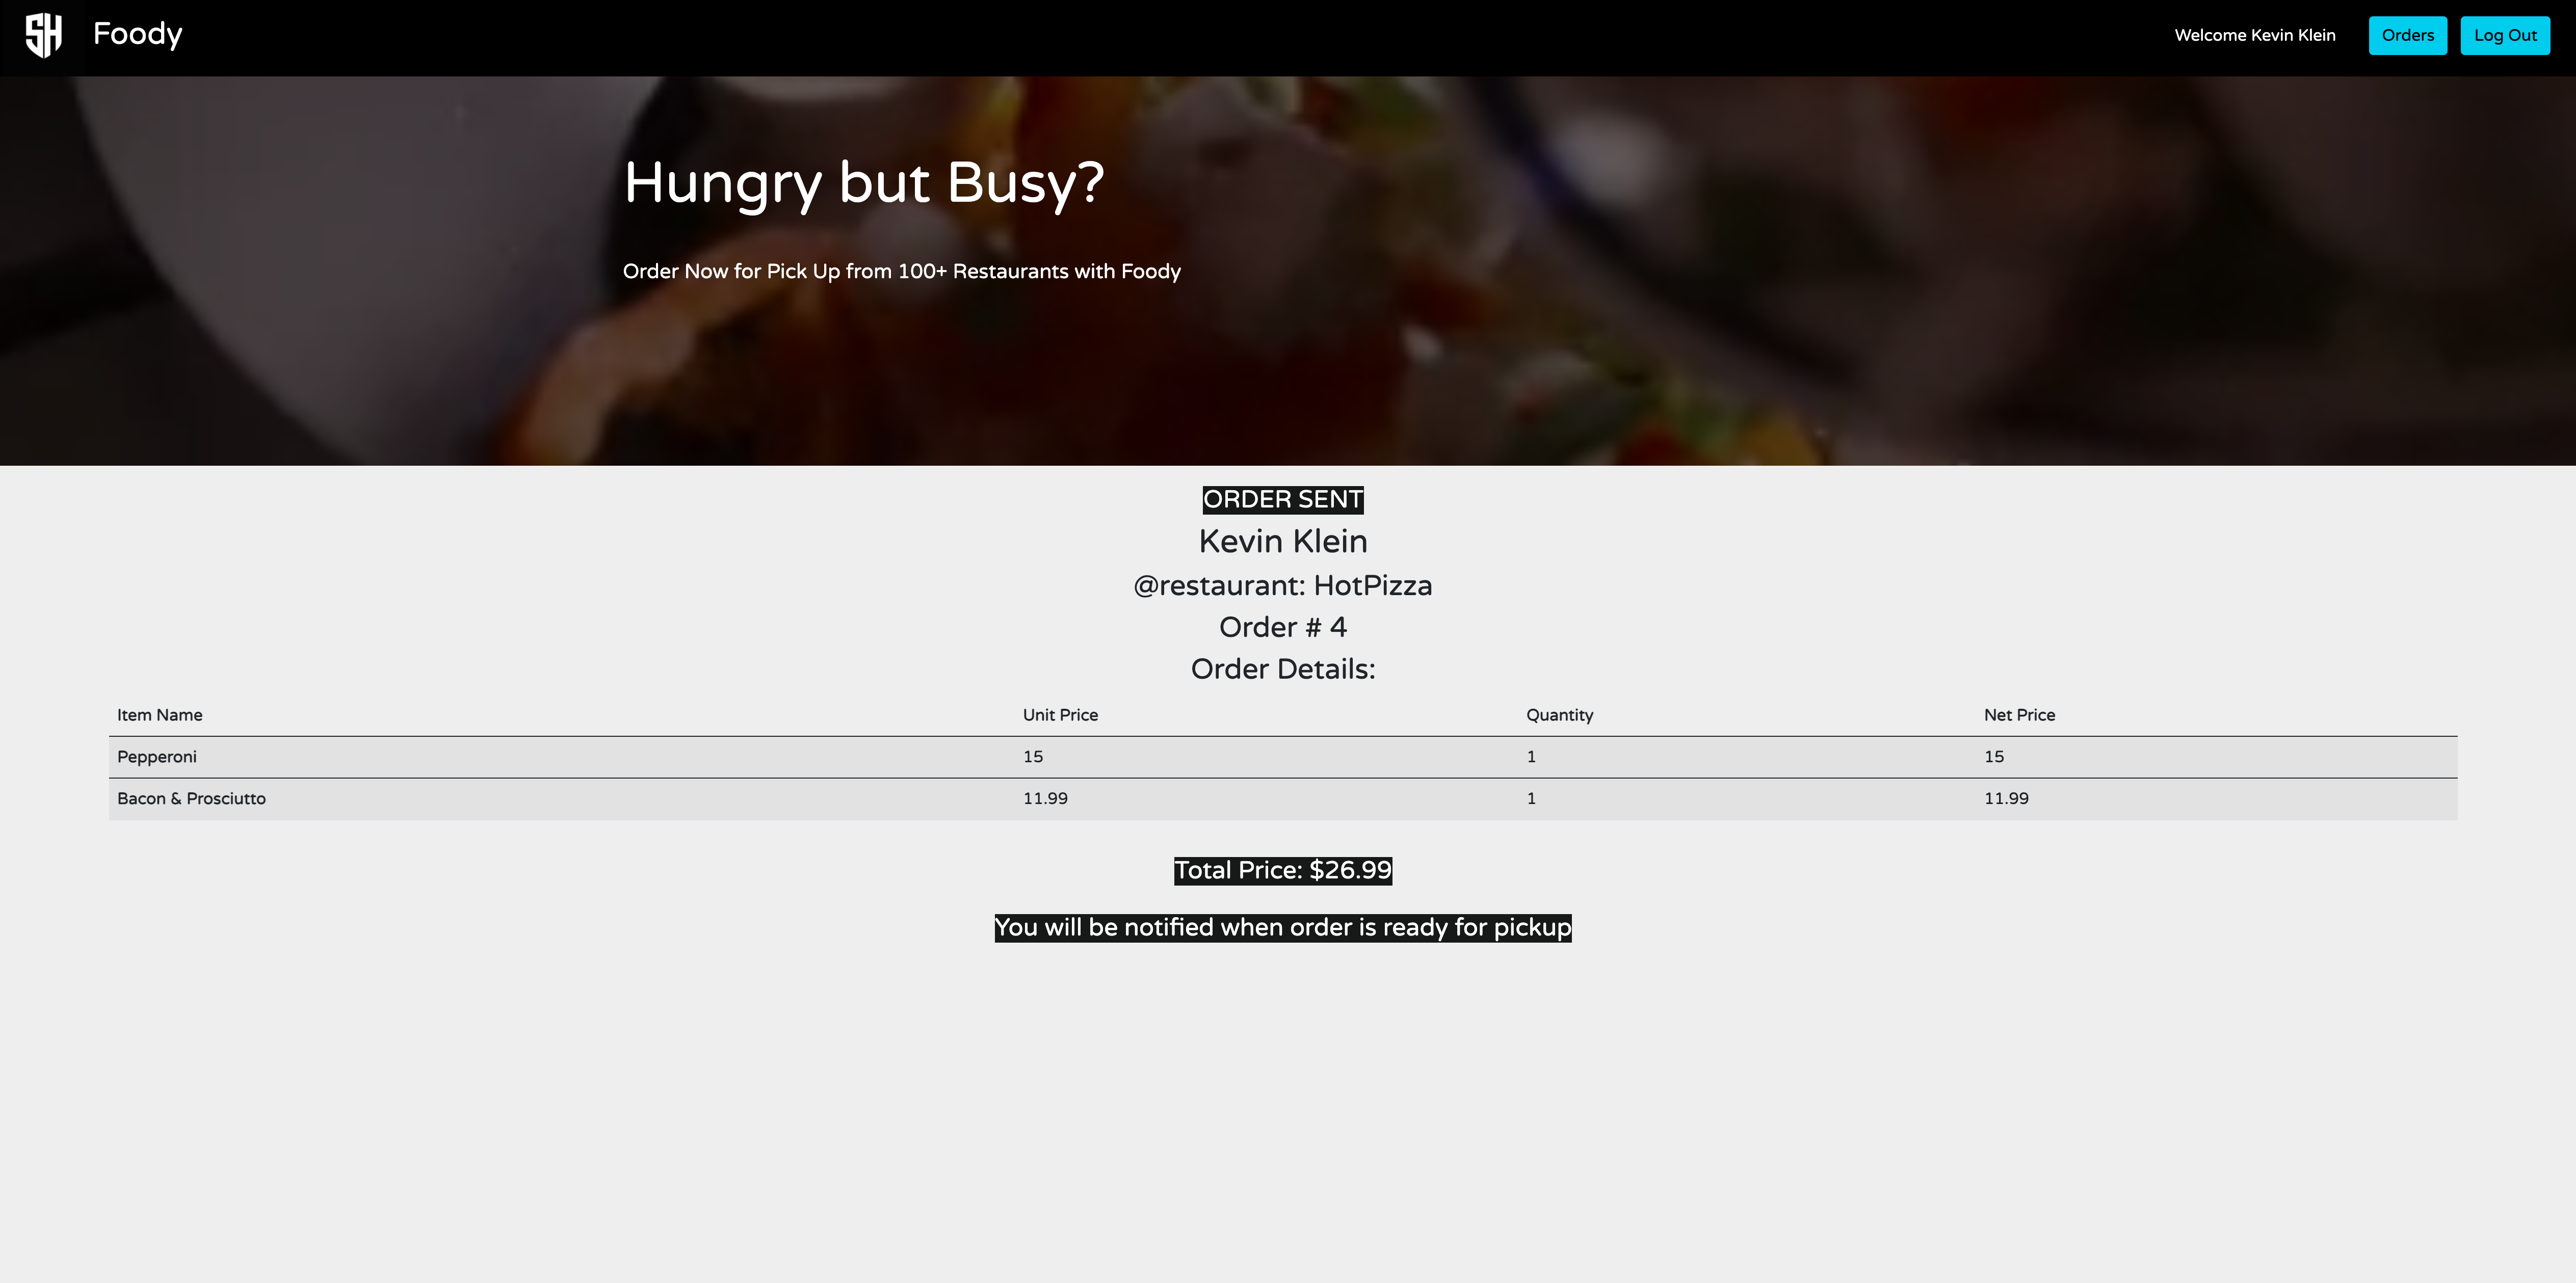 SH Foody Welcome Kevin Klein Orders Log Out
Hungry but Busy?
Order Now for Pick Up from 100+ Restaurants with Foody
ORDER SENT
Kevin Klein
@restaurant: HotPizza
Order # 4
Order Details:
Item Name Unit Price Quantity Net Price
Pepperoni 15 1 15
Bacon & Prosciutto 11.99 1 11.99
Total Price: $26.99
You will be notified when order is ready for pickup